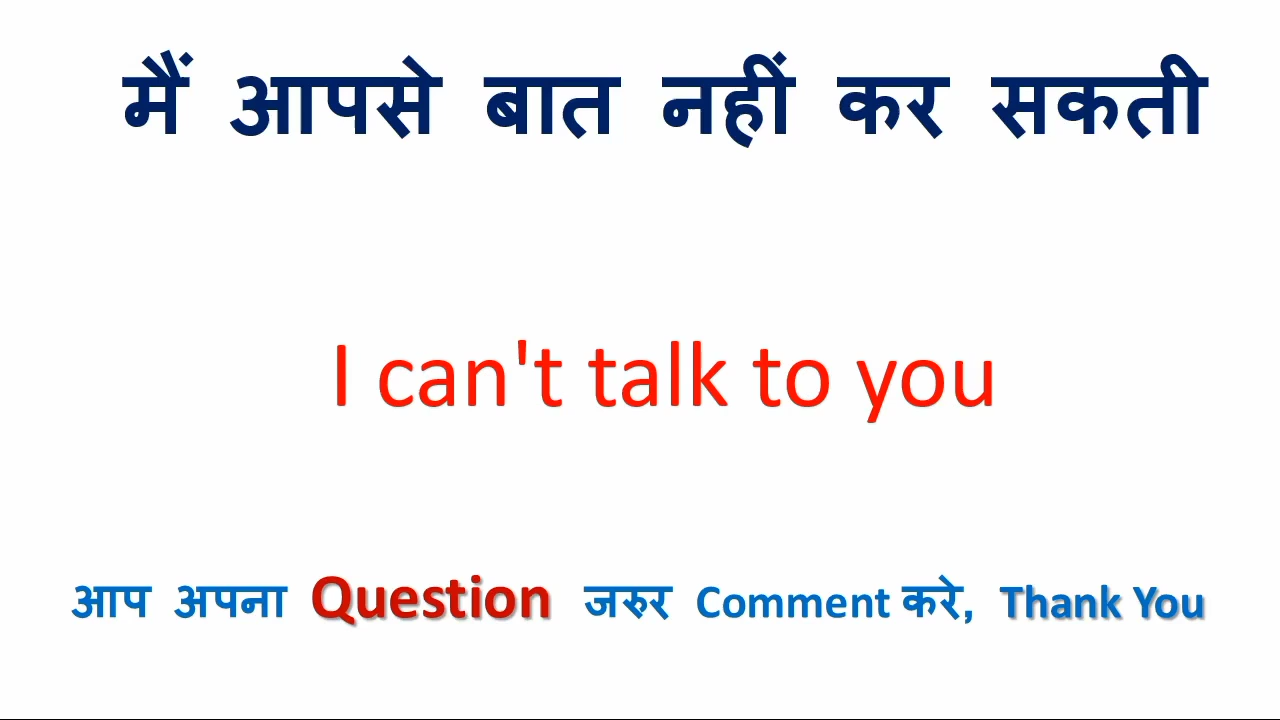 मैं आपसे बात नहीं कर सकती
I can't talk to you
आप अपना Question जरुर Comment करे, Thank You